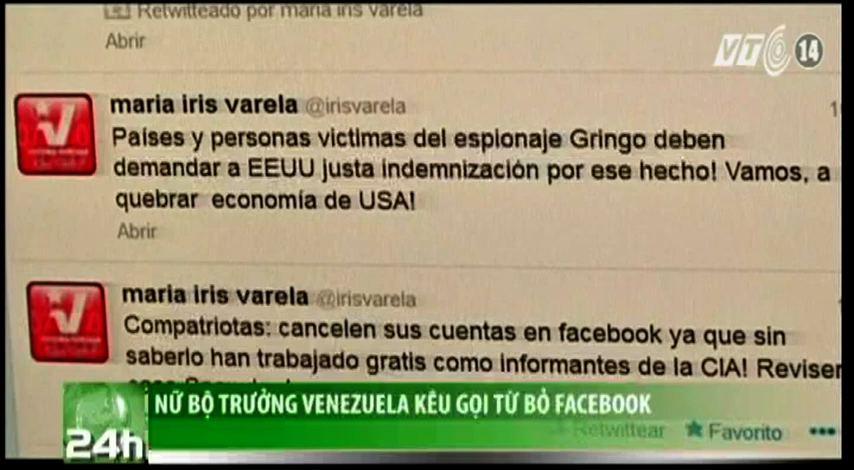 Retwitteado por maria iris varela
Abrir
VTC 14
maria iris varela @irisvarela
Países y personas victimas del espionaje Gringo deben
demandar a EEUU justa indemnización por ese hecho! Vamos, a
quebrar economía de USA!
Abrir
maria iris varela @irisvarela
Compatriotas: cancelen sus cuentas en facebook ya que sin
saberlo han trabajado gratis como informantes de la CIA! Revisen
NỮ BỘ TRƯỞNG VENEZUELA KÊU GỌI TỪ BỎ FACEBOOK
24h
Retwittear Favorito